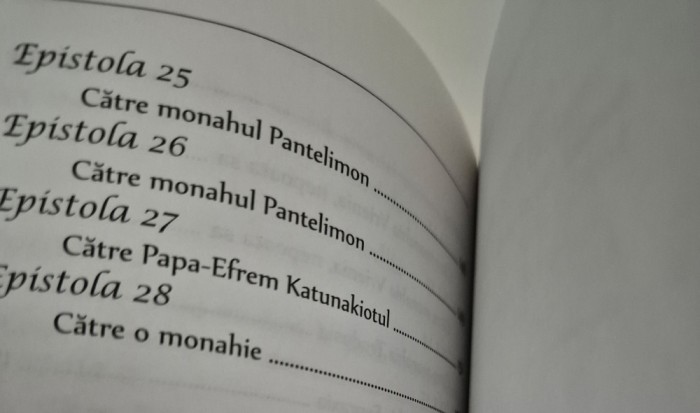 Epistola 25
Către monahul Pantelimon ....................
Epistola 26
Către monahul Pantelimon ....................
Epistola 27
Către Papa-Efrem Katunakiotul ....................
Epistola 28
Către o monahie ....................